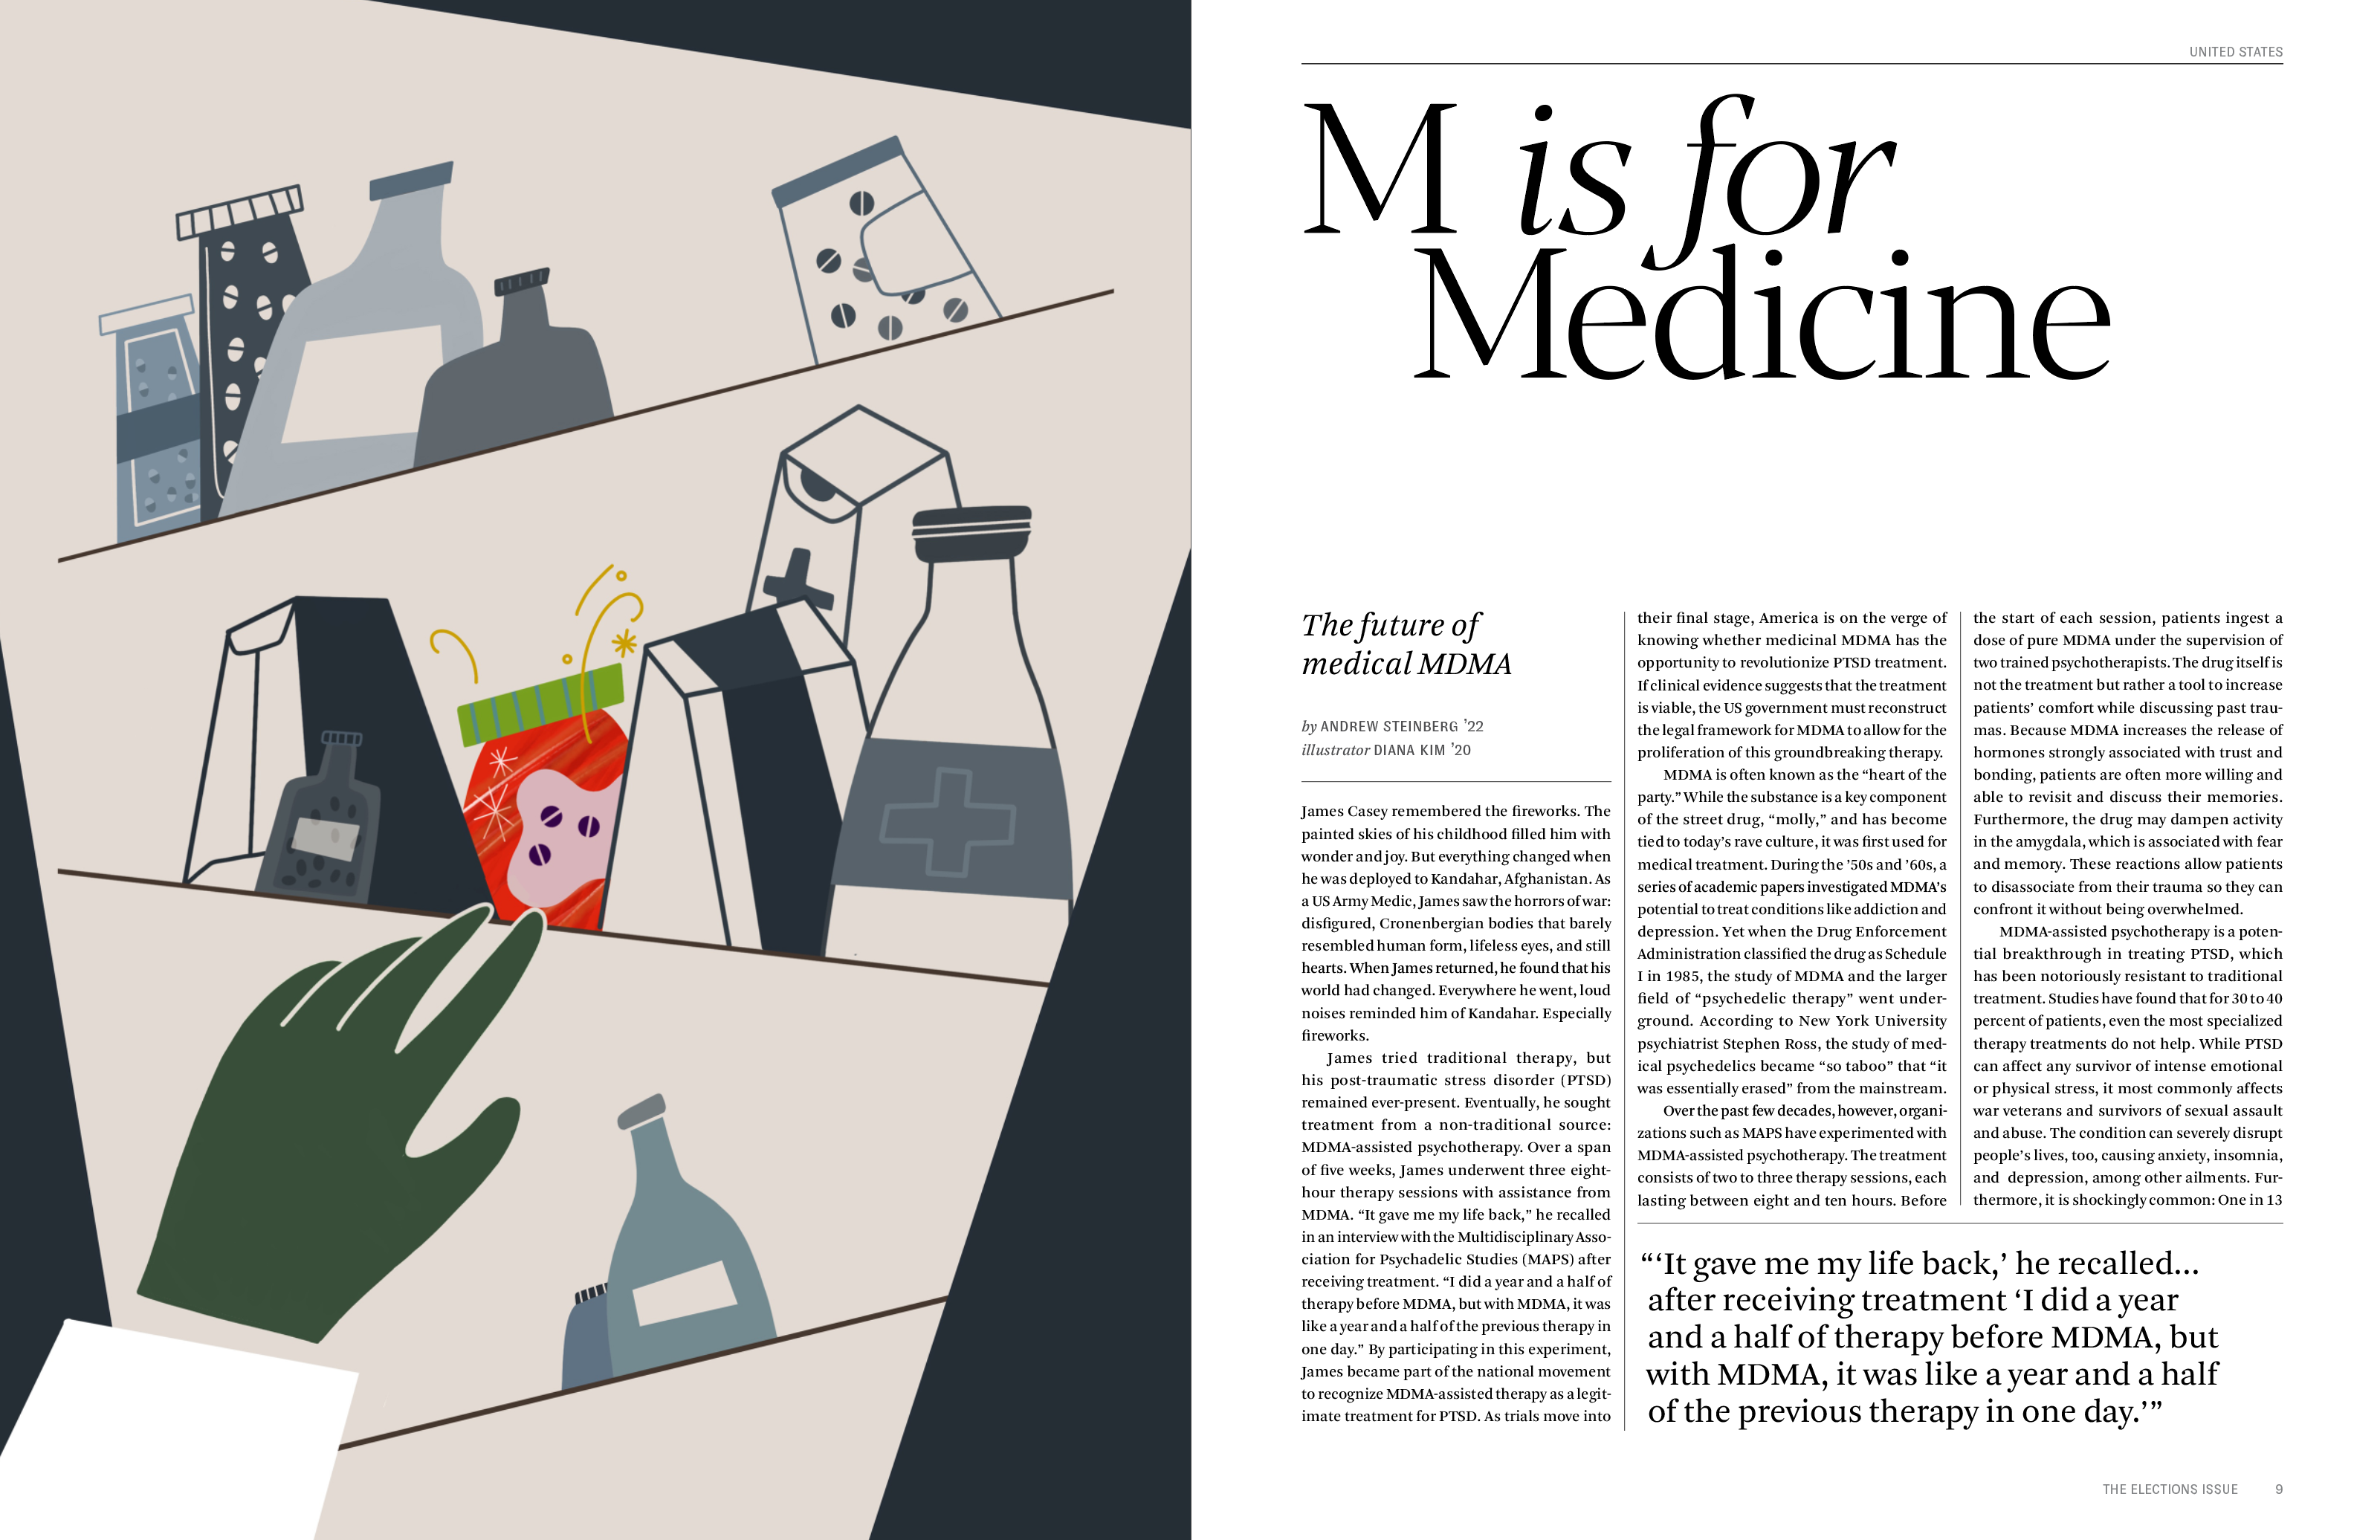 UNITED STATES
M is for
Medicine
The future of
medical MDMA
by ANDREW STEINBERG ’22
illustrator DIANA KIM ’20
James Casey remembered the fireworks. The
painted skies of his childhood filled him with
wonder and joy. But everything changed when
he was deployed to Kandahar, Afghanistan. As
a US Army Medic, James saw the horrors of war:
disfigured, Cronenbergian bodies that barely
resembled human form, lifeless eyes, and still
hearts. When James returned, he found that his
world had changed. Everywhere he went, loud
noises reminded him of Kandahar. Especially
fireworks.
James tried traditional therapy, but
his post-traumatic stress disorder (PTSD)
remained ever-present. Eventually, he sought
treatment from a non-traditional source:
MDMA-assisted psychotherapy. Over a span
of five weeks, James underwent three eight-
hour therapy sessions with assistance from
MDMA. “It gave me my life back,” he recalled
in an interview with the Multidisciplinary Asso-
ciation for Psychadelic Studies (MAPS) after
receiving treatment. “I did a year and a half of
therapy before MDMA, but with MDMA, it was
like a year and a half of the previous therapy in
one day.” By participating in this experiment,
James became part of the national movement
to recognize MDMA-assisted therapy as a legit-
imate treatment for PTSD. As trials move into
their final stage, America is on the verge of
knowing whether medicinal MDMA has the
opportunity to revolutionize PTSD treatment.
If clinical evidence suggests that the treatment
is viable, the US government must reconstruct
the legal framework for MDMA to allow for the
proliferation of this groundbreaking therapy.
MDMA is often known as the “heart of the
party.” While the substance is a key component
of the street drug, “molly,” and has become
tied to today’s rave culture, it was first used for
medical treatment. During the ’50s and ’60s, a
series of academic papers investigated MDMA’s
potential to treat conditions like addiction and
depression. Yet when the Drug Enforcement
Administration classified the drug as Schedule
I in 1985, the study of MDMA and the larger
field of “psychedelic therapy” went under-
ground. According to New York University
psychiatrist Stephen Ross, the study of med-
ical psychedelics became “so taboo” that “it
was essentially erased” from the mainstream.
Over the past few decades, however, organi-
zations such as MAPS have experimented with
MDMA-assisted psychotherapy. The treatment
consists of two to three therapy sessions, each
lasting between eight and ten hours. Before
the start of each session, patients ingest a
dose of pure MDMA under the supervision of
two trained psychotherapists. The drug itself is
not the treatment but rather a tool to increase
patients’ comfort while discussing past trau-
mas. Because MDMA increases the release of
hormones strongly associated with trust and
bonding, patients are often more willing and
able to revisit and discuss their memories.
Furthermore, the drug may dampen activity
in the amygdala, which is associated with fear
and memory. These reactions allow patients
to disassociate from their trauma so they can
confront it without being overwhelmed.
MDMA-assisted psychotherapy is a poten-
tial breakthrough in treating PTSD, which
has been notoriously resistant to traditional
treatment. Studies have found that for 30 to 40
percent of patients, even the most specialized
therapy treatments do not help. While PTSD
can affect any survivor of intense emotional
or physical stress, it most commonly affects
war veterans and survivors of sexual assault
and abuse. The condition can severely disrupt
people’s lives, too, causing anxiety, insomnia,
and depression, among other ailments. Fur-
thermore, it is shockingly common: One in 13
“‘It gave me my life back,’ he recalled...
after receiving treatment ‘I did a year
and a half of therapy before MDMA, but
with MDMA, it was like a year and a half
of the previous therapy in one day.’”
THE ELECTIONS ISSUE 9